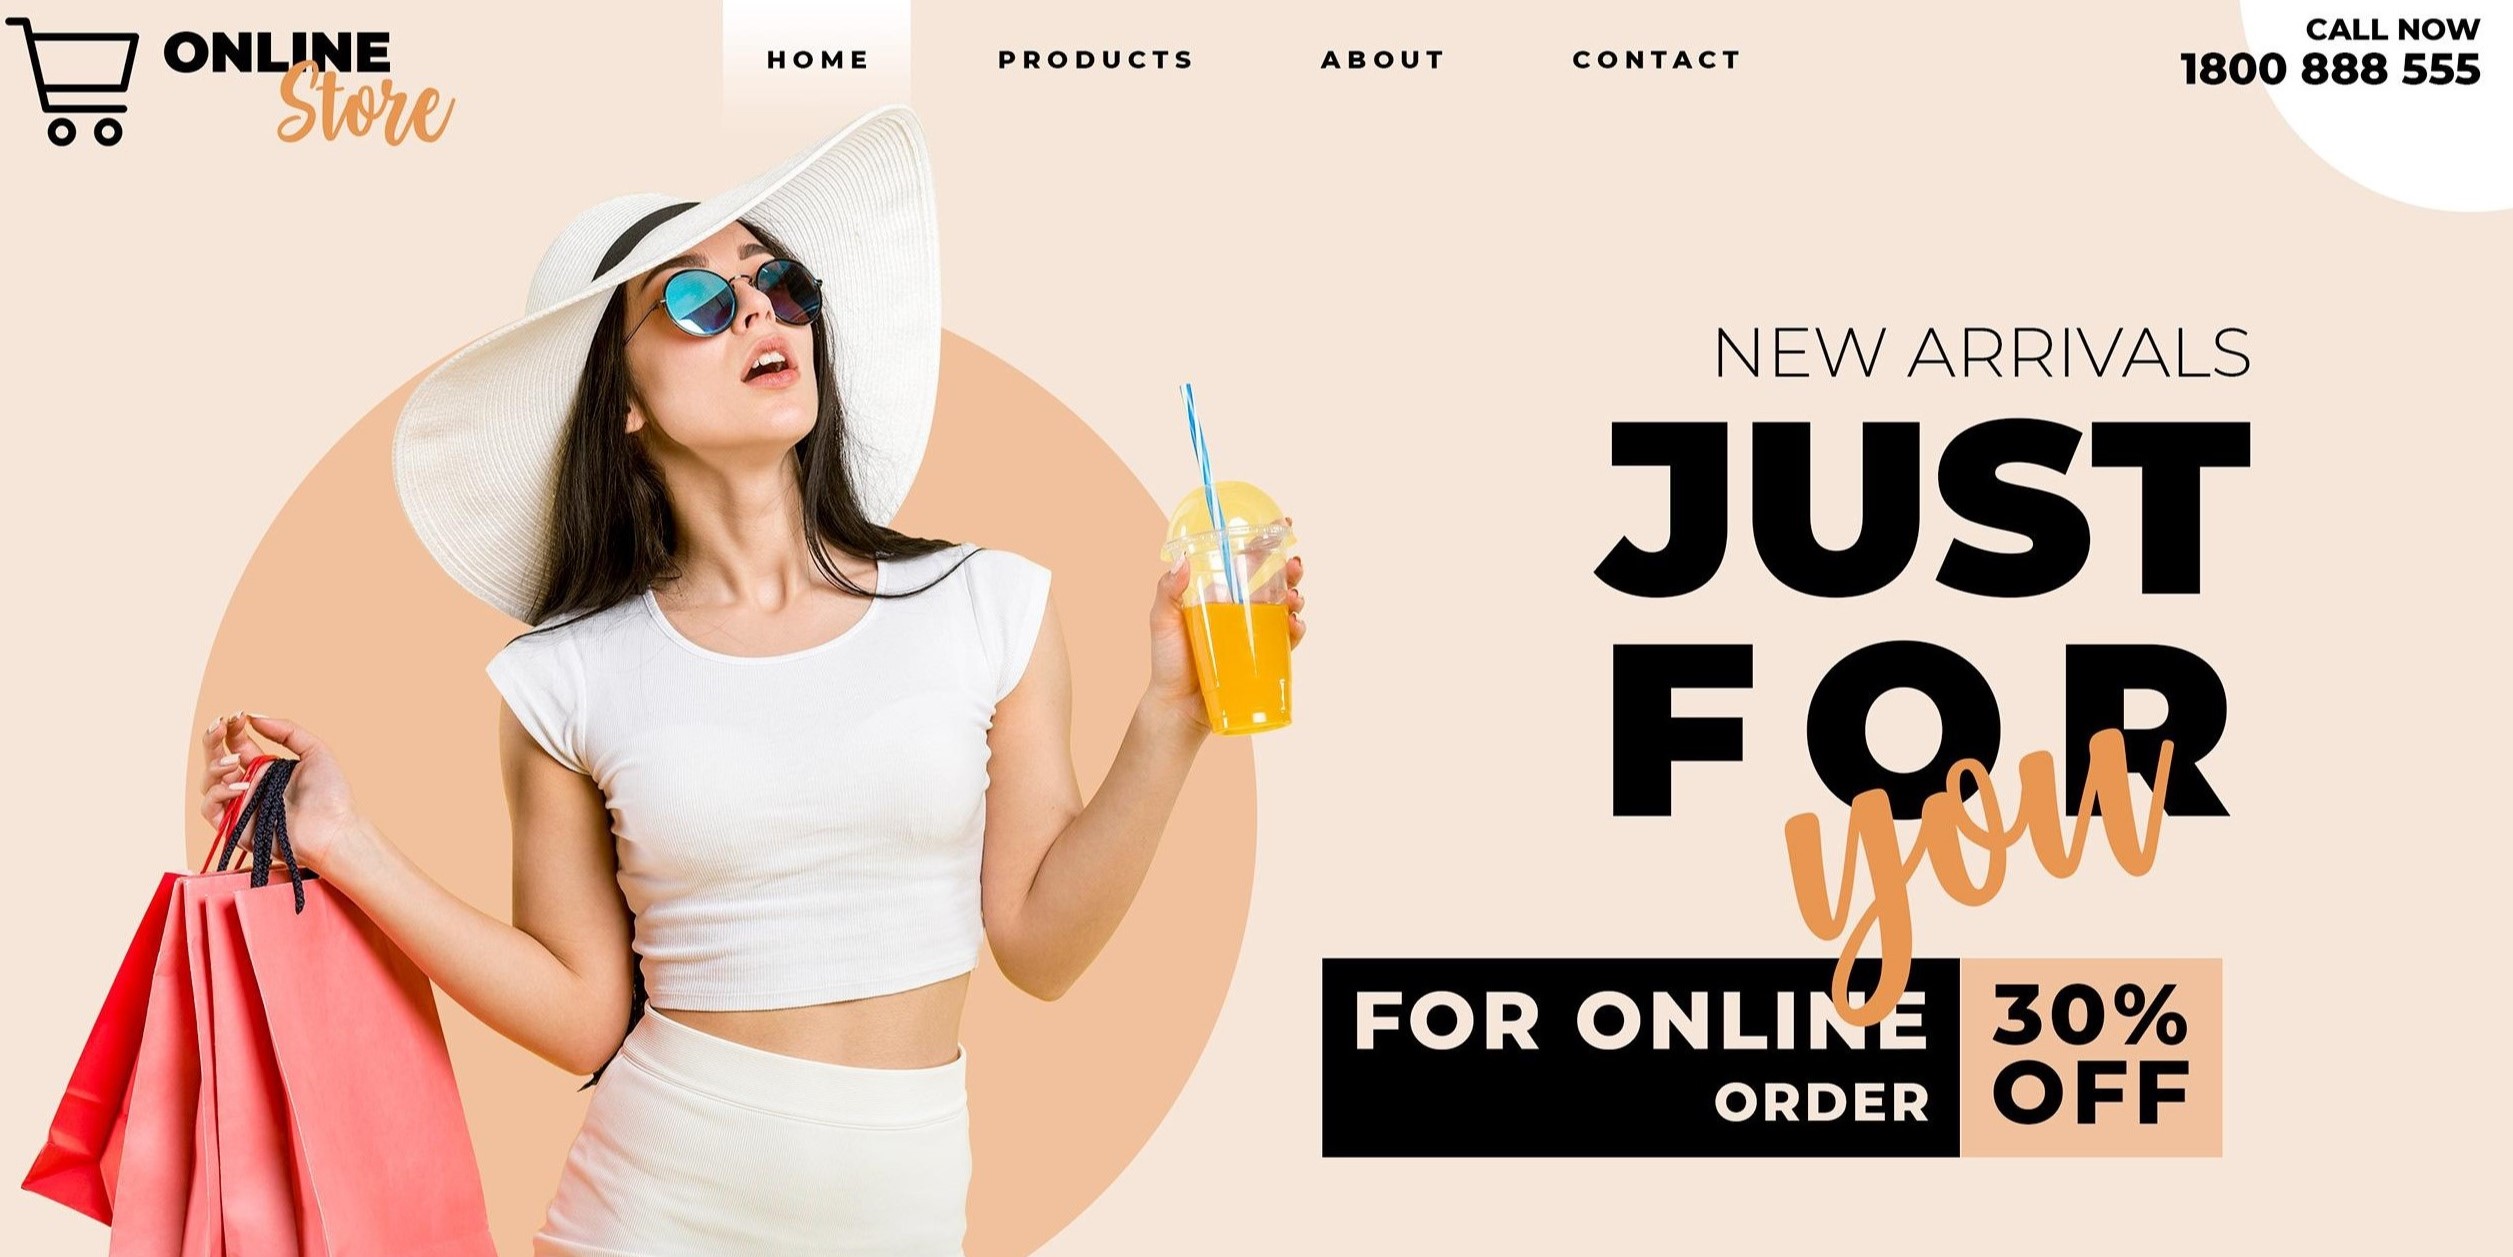 ONLINE
Store
HOME PRODUCTS ABOUT CONTACT
CALL NOW
1800 888 555
NEW ARRIVALS
JUST
FOR
you
FOR ONLINE
ORDER
30%
OFF